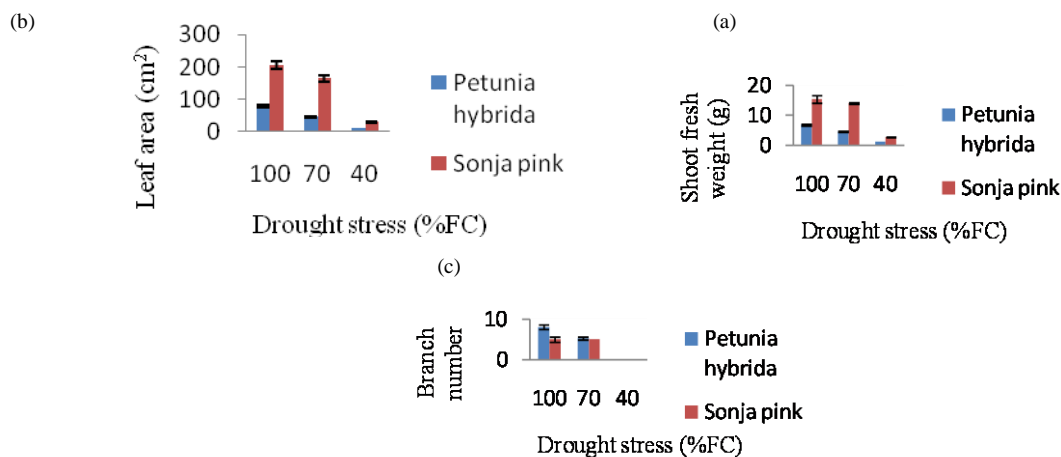 (b)
Leaf area (cm²)
300
200
100
0
100 70 40
Drought stress (%FC)
Petunia
hybrida
Sonja pink
(a)
Shoot fresh
weight (g)
20
10
0
100 70 40
Drought stress (%FC)
Petunia
hybrida
Sonja pink
(c)
Branch
number
10
0
100 70 40
Drought stress (%FC)
Petunia
hybrida
Sonja pink